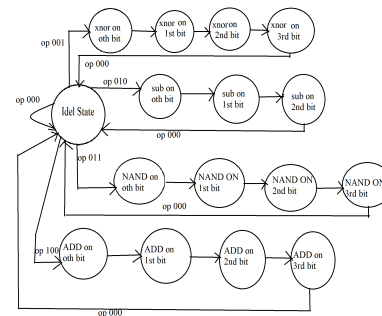 xnor on
oth bit
xnor on
1st bit
xnor on
2nd bit
xnor on
3rd bit
op 001
op 000
op 010
sub on
oth bit
sub on
1st bit
sub on
2nd bit
op 000
Idel State
op 000
op 011
NAND on
oth bit
NAND ON
1st bit
NAND ON
2nd bit
NAND ON
3rd bit
op 000
op 100
ADD on
oth bit
ADD on
1st bit
ADD on
2nd bit
ADD on
3rd bit
op 000